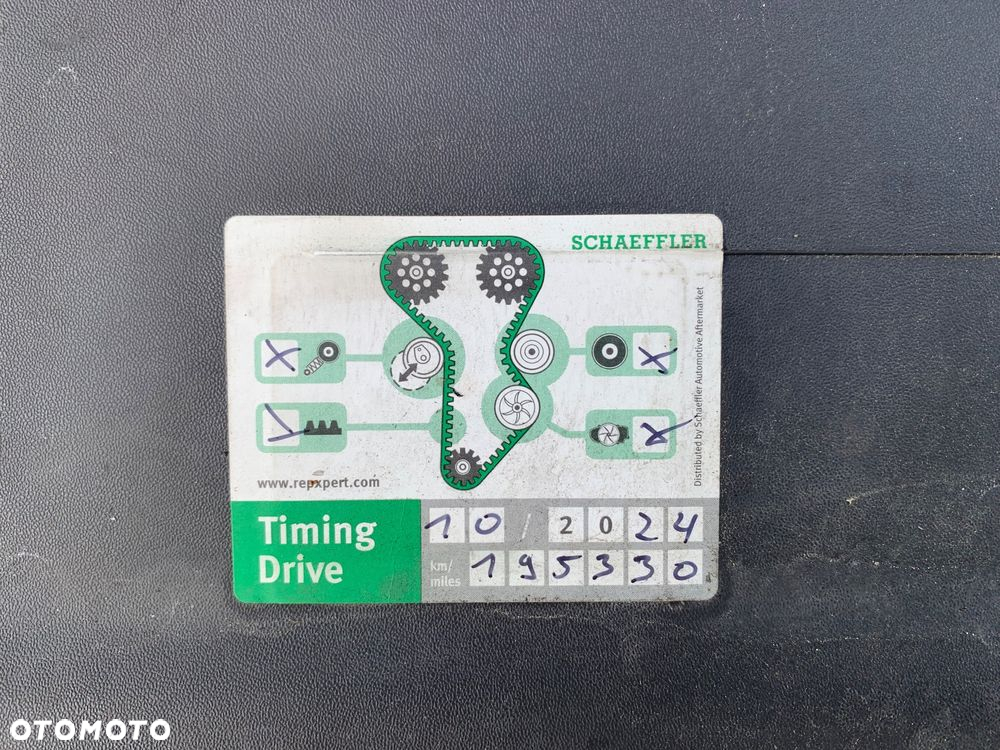 SCHAEFFLER
Distributed by Schaeffler Automotive Aftermarket
www.repxpert.com
Timing
Drive
10 / 2024
km/
miles
195330
OTOMOTO